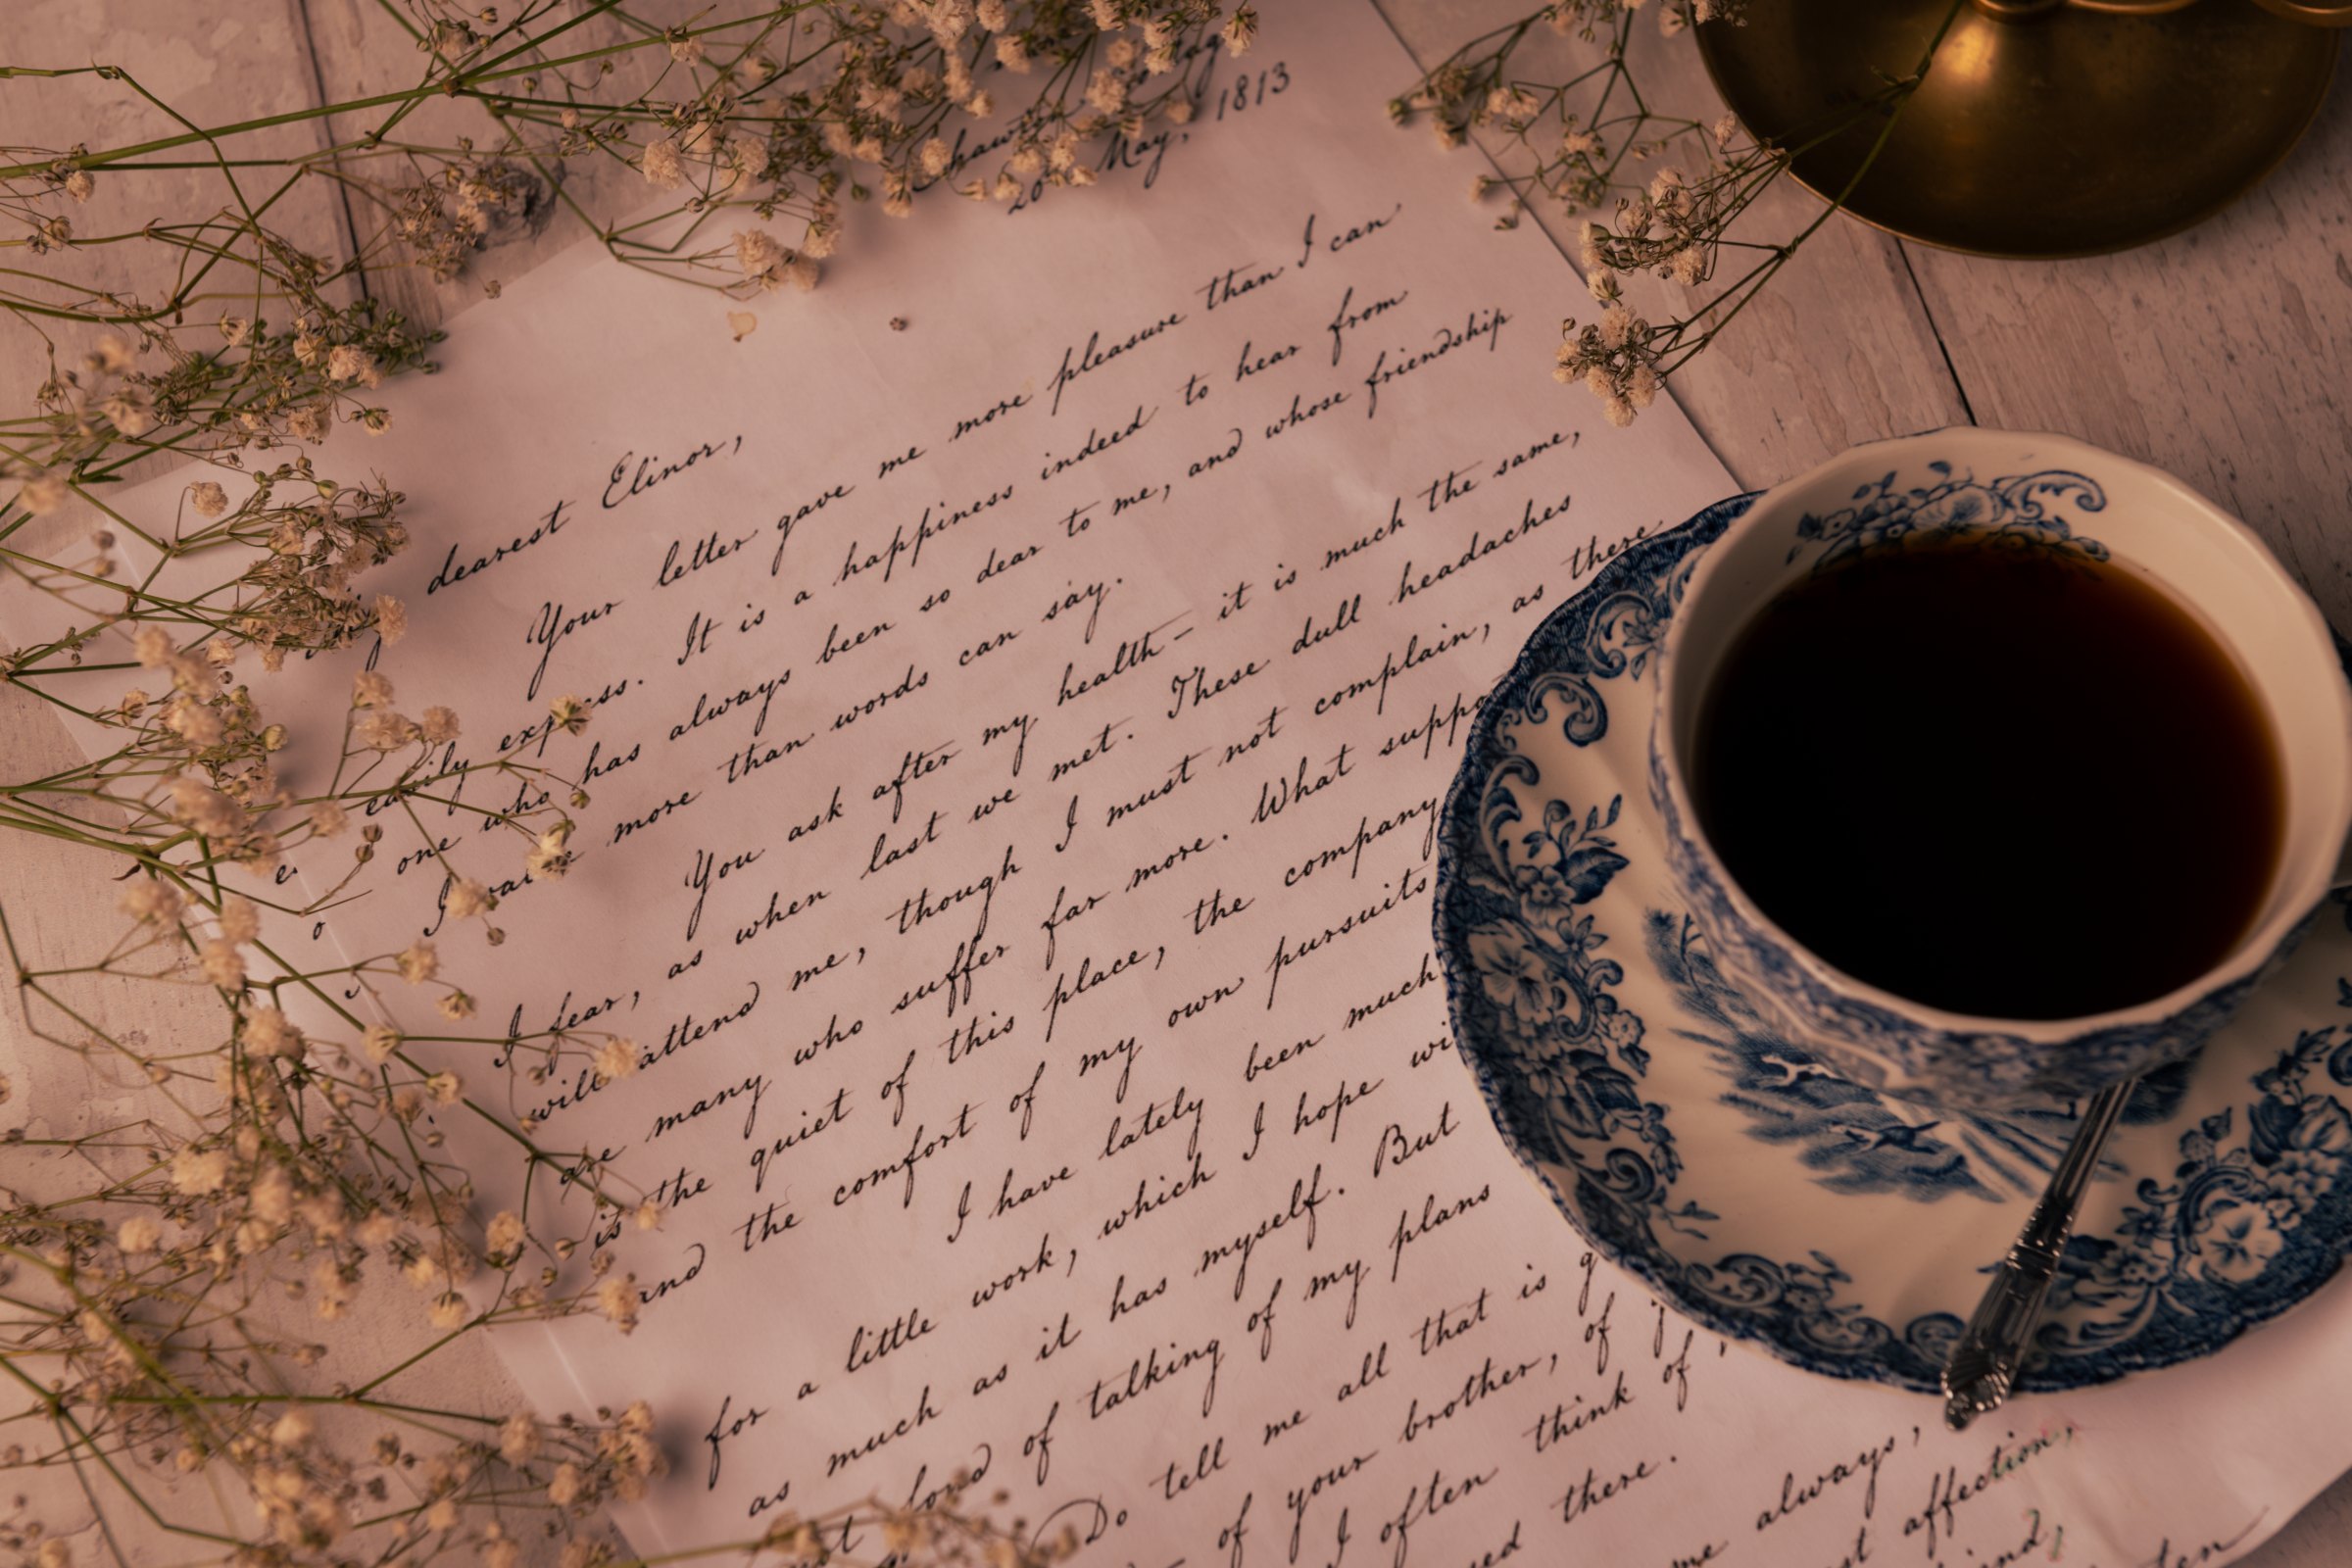 May, 1813
dearest Elinor,
Your letter gave me more pleasure than I can
easily express. It is a happiness indeed to hear from
one who has always been so dear to me, and whose friendship
I more than words can say.
You ask after my health – it is much the same,
I fear, as when last we met. These dull headaches
will attend me, though I must not complain, as there
are many who suffer far more. What
is the quiet of this place, the company
and the comfort of my own pursuits
I have lately been much
for a little work, which I hope
as much as it has myself. But
fond of talking of my plans
Do tell me all that is
of your brother, of
I often think of
there.
me always,
affection,